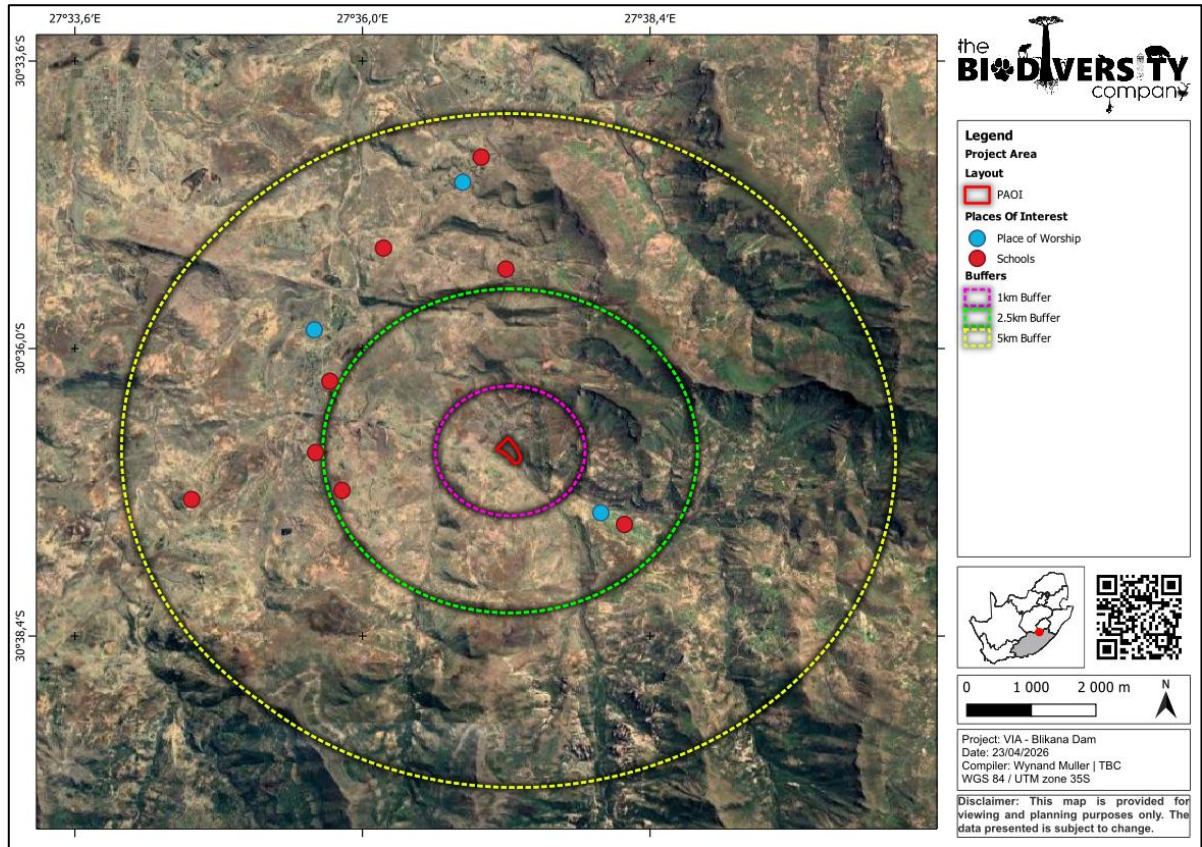 27°33,6'E
27°36,0'E
27°38,4'E
30°33,6'S
30°36,0'S
30°38,4'S
the
BIODIVERSITY
company
Legend
Project Area
Layout
PAOI
Places Of Interest
Place of Worship
Schools
Buffers
1km Buffer
2.5km Buffer
5km Buffer
0 1 000 2 000 m
N
Project: VIA - Blikana Dam
Date: 23/04/2026
Compiler: Wynand Muller | TBC
WGS 84 / UTM zone 35S
Disclaimer: This map is provided for
viewing and planning purposes only. The
data presented is subject to change.